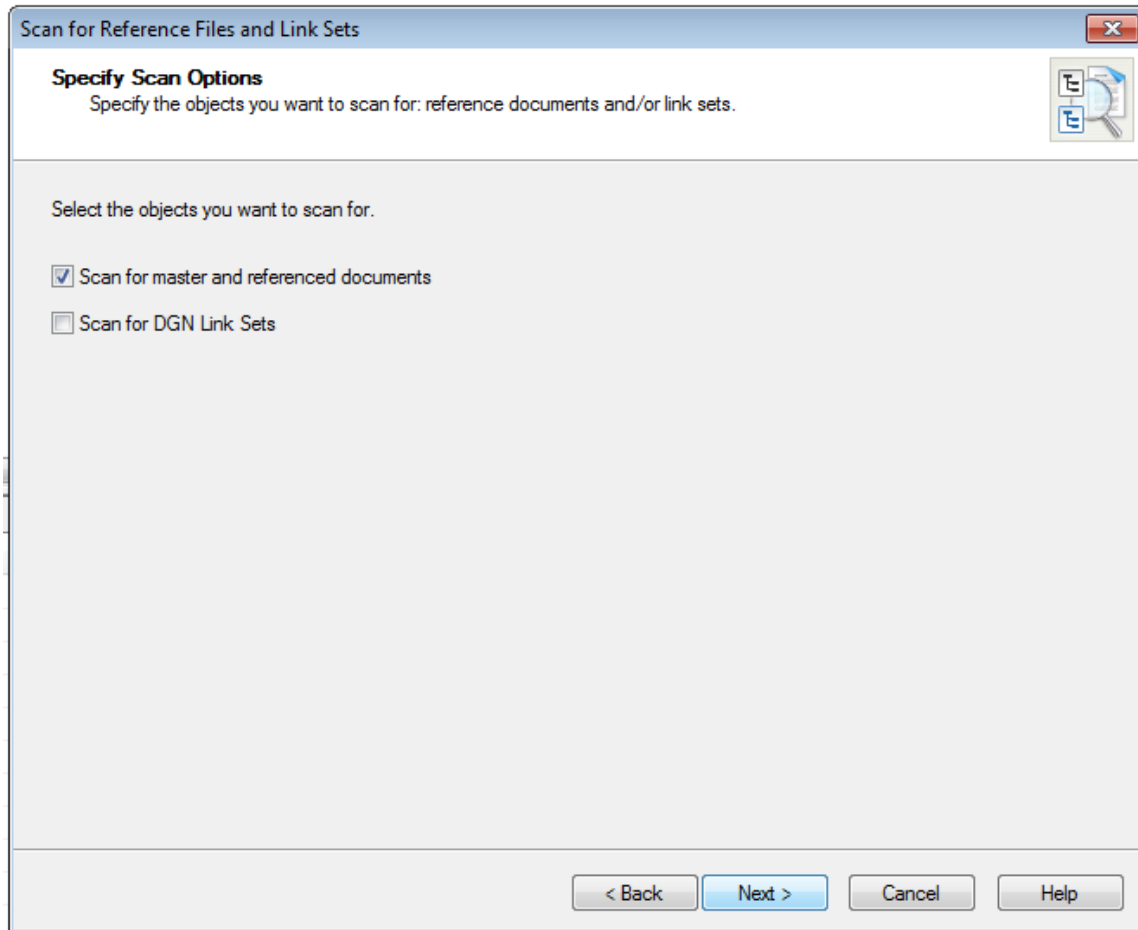 Scan for Reference Files and Link Sets
Specify Scan Options
Specify the objects you want to scan for: reference documents and/or link sets.
Select the objects you want to scan for.
Scan for master and referenced documents
Scan for DGN Link Sets
< Back Next > Cancel Help